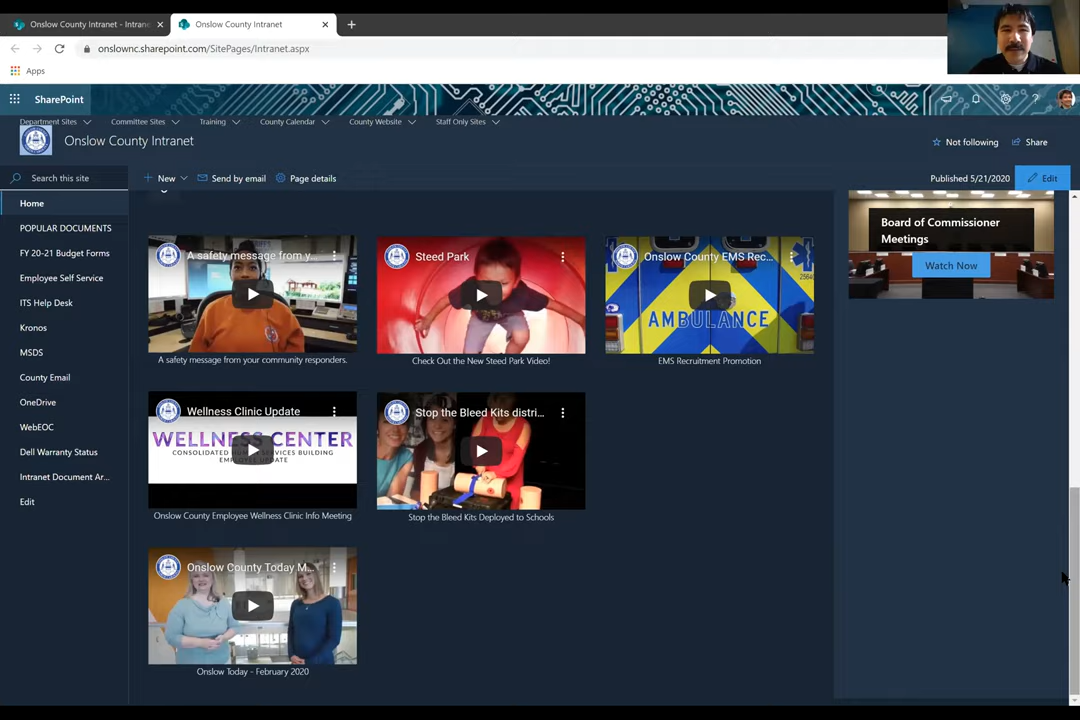 Onslow County Intranet - Intrane
Onslow County Intranet
onslownc.sharepoint.com/SitePages/Intranet.aspx
Apps
SharePoint
Department Sites
Committee Sites
Training
County Calendar
County Website
Staff Only Sites
Onslow County Intranet
Not following
Share
Search this site
New
Send by email
Page details
Published 5/21/2020
Edit
Home
POPULAR DOCUMENTS
FY 20-21 Budget Forms
Employee Self Service
ITS Help Desk
Kronos
MSDS
County Email
OneDrive
WebEOC
Dell Warranty Status
Intranet Document Ar...
Edit
A safety message from y...
A safety message from your community responders.
Steed Park
Check Out the New Steed Park Video!
Onslow County EMS Rec...
AMBULANCE
EMS Recruitment Promotion
Board of Commissioner
Meetings
Watch Now
Wellness Clinic Update
WELLNESS CENTER
CONSOLIDATED HUMAN SERVICES BUILDING
EMPLOYEE UPDATE
Onslow County Employee Wellness Clinic Info Meeting
Stop the Bleed Kits distri...
Stop the Bleed Kits Deployed to Schools
Onslow County Today M...
Onslow Today - February 2020